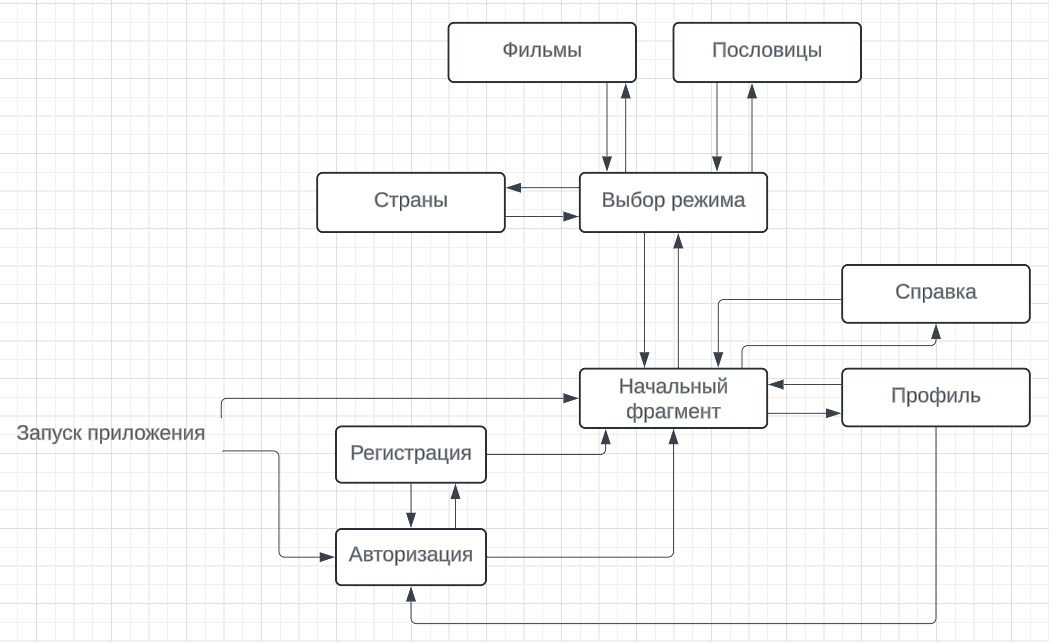 Фильмы
Пословицы
Страны
Выбор режима
Справка
Начальный
фрагмент
Профиль
Запуск приложения
Регистрация
Авторизация